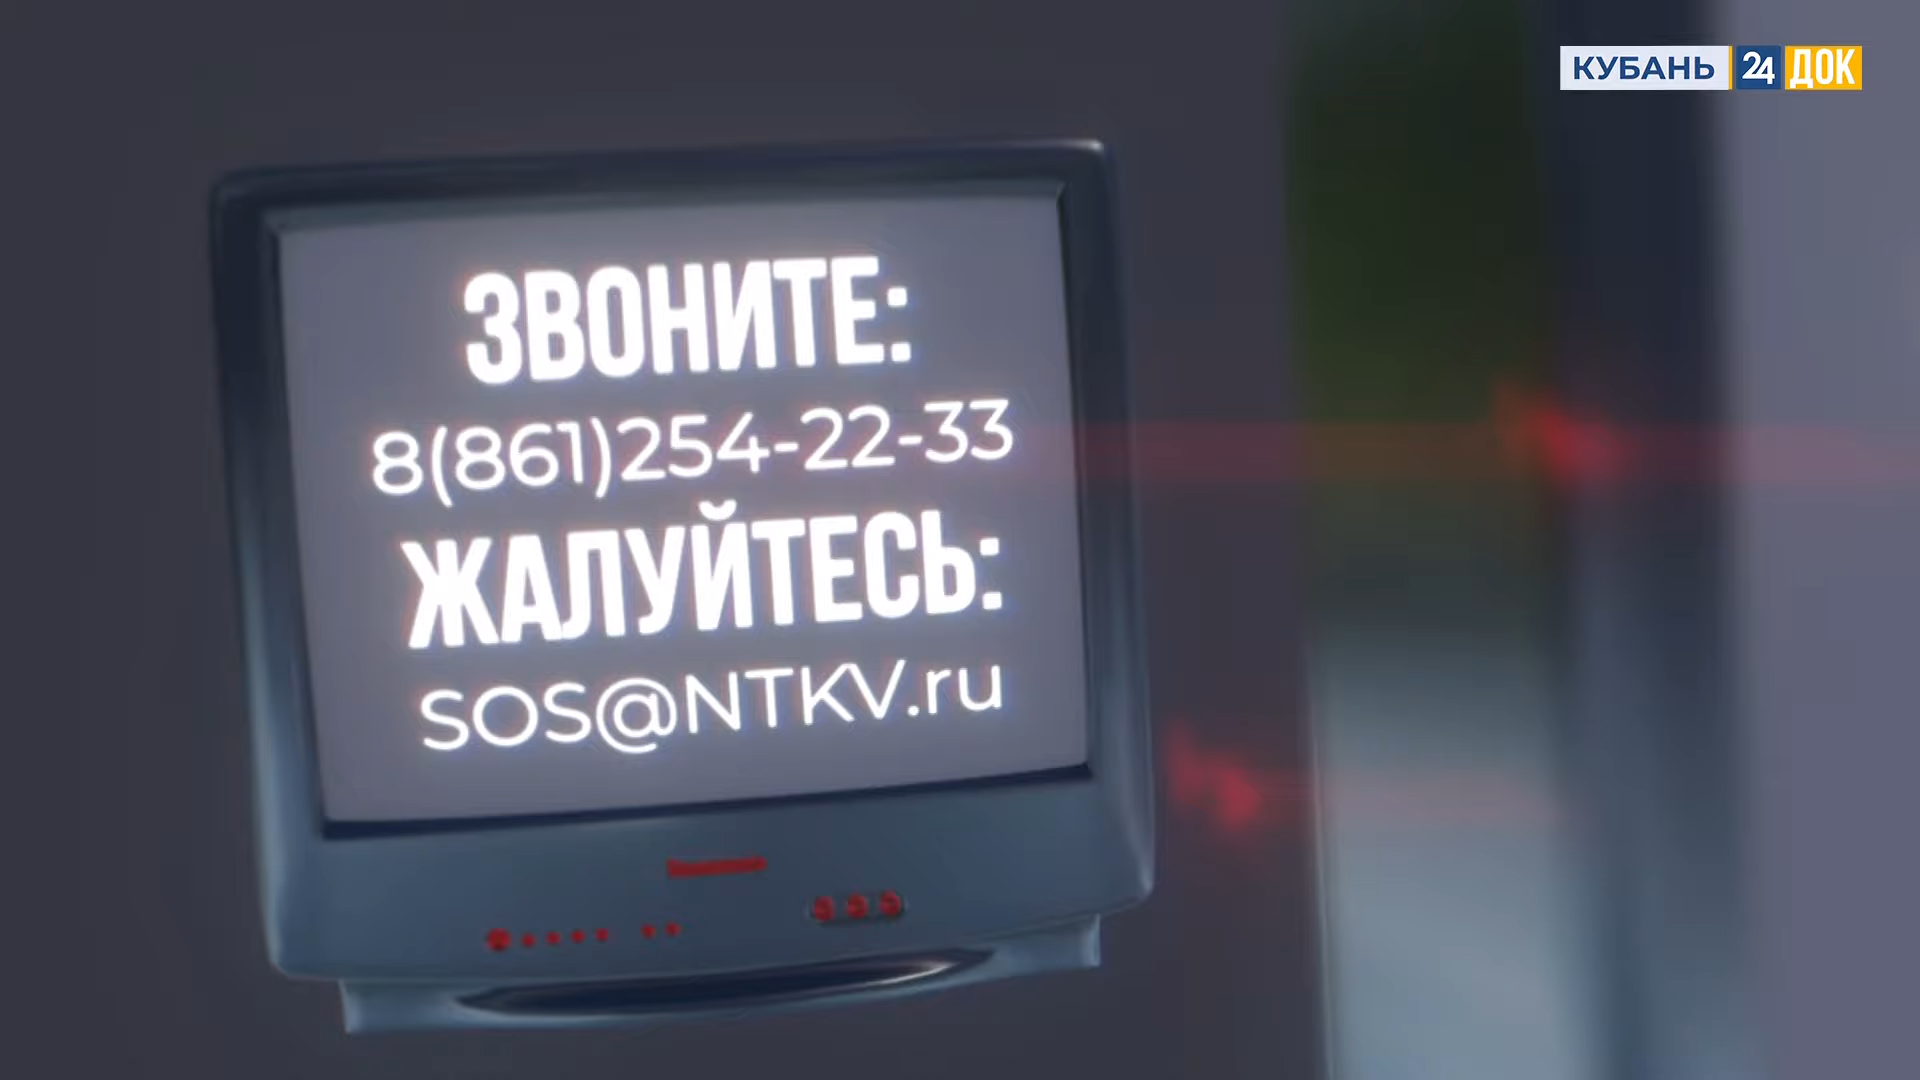 КУБАНЬ 24 ДОК
ЗВОНИТЕ:
8(861)254-22-33
ЖАЛУЙТЕСЬ:
SOS@NTKV.ru